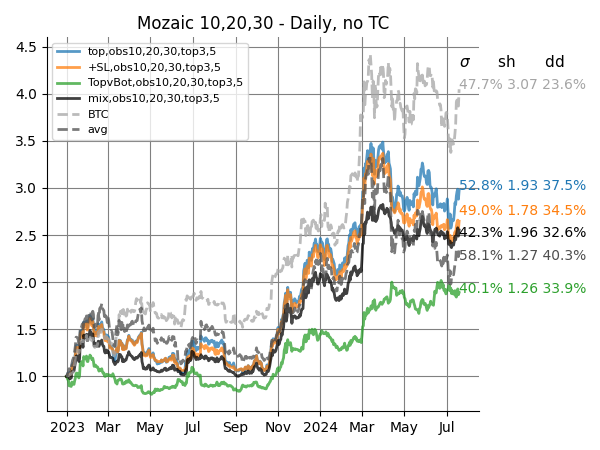 Mozaic 10,20,30 - Daily, no TC
top,obs10,20,30,top3,5
+SL,obs10,20,30,top3,5
TopvBot,obs10,20,30,top3,5
mix,obs10,20,30,top3,5
BTC
avg
σ sh dd
47.7% 3.07 23.6%
52.8% 1.93 37.5%
49.0% 1.78 34.5%
42.3% 1.96 32.6%
58.1% 1.27 40.3%
40.1% 1.26 33.9%
4.5
4.0
3.5
3.0
2.5
2.0
1.5
1.0
2023 Mar May Jul Sep Nov 2024 Mar May Jul